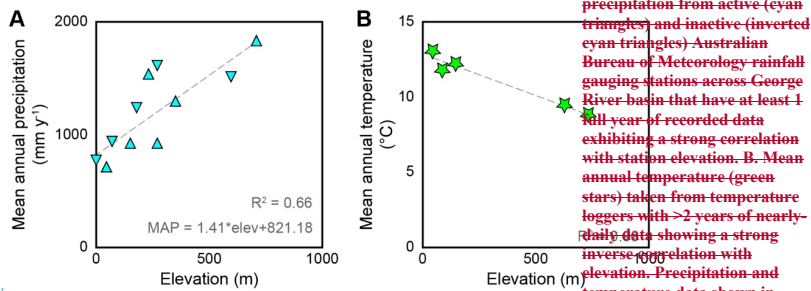 A
Mean annual precipitation
(mm y⁻¹)
2000
1000
0
R² = 0.66
MAP = 1.41*elev+821.18
0
500
1000
Elevation (m)
B
Mean annual temperature
(°C)
15
10
5
0
0
500
1000
Elevation (m)
precipitation from active (cyan
triangles) and inactive (inverted
cyan triangles) Australian
Bureau of Meteorology rainfall
gauging stations across George
River basin that have at least 1
full year of recorded data
exhibiting a strong correlation
with station elevation. B. Mean
annual temperature (green
stars) taken from temperature
loggers with >2 years of nearly-
daily data showing a strong
inverse correlation with
elevation. Precipitation and
temperature data shown in